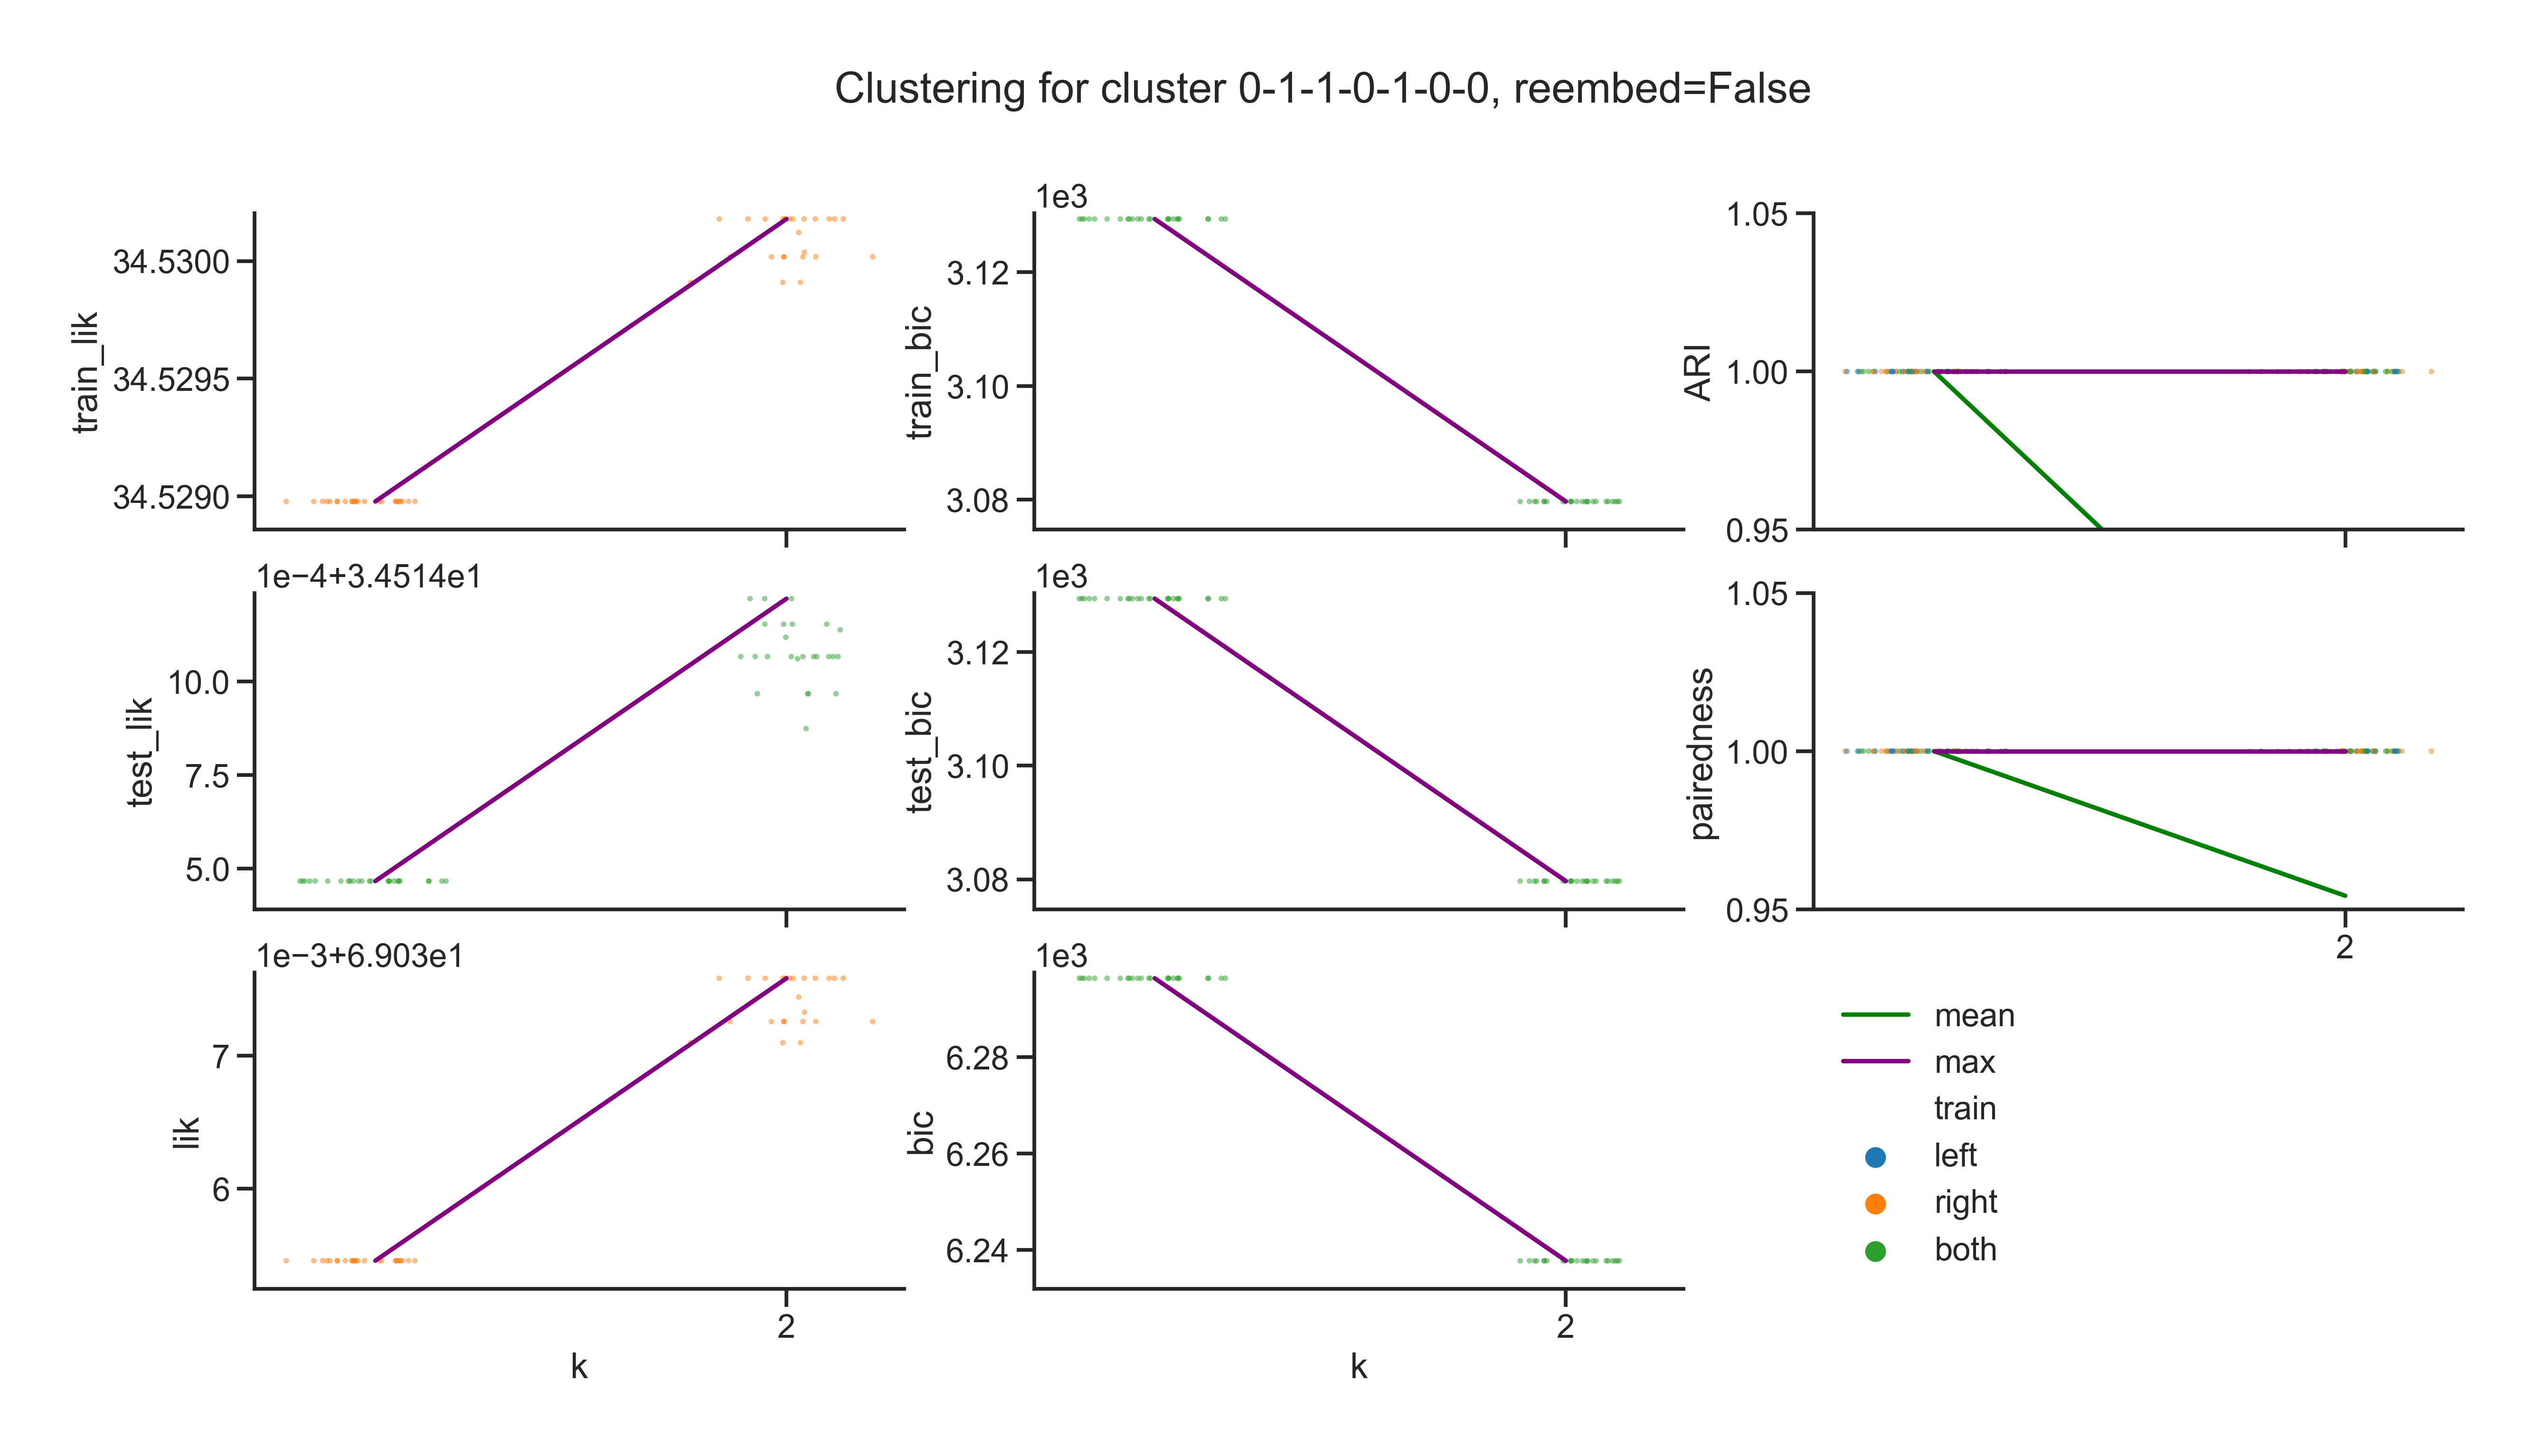 Clustering for cluster 0-1-1-0-1-0-0, reembed=False
train_lik
34.5300
34.5295
34.5290
1e3
train_bic
3.12
3.10
3.08
ARI
1.05
1.00
0.95
1e−4+3.4514e1
test_lik
10.0
7.5
5.0
1e3
test_bic
3.12
3.10
3.08
pairedness
1.05
1.00
0.95
2
1e−3+6.903e1
lik
7
6
2
k
1e3
bic
6.28
6.26
6.24
2
k
mean
max
train
left
right
both